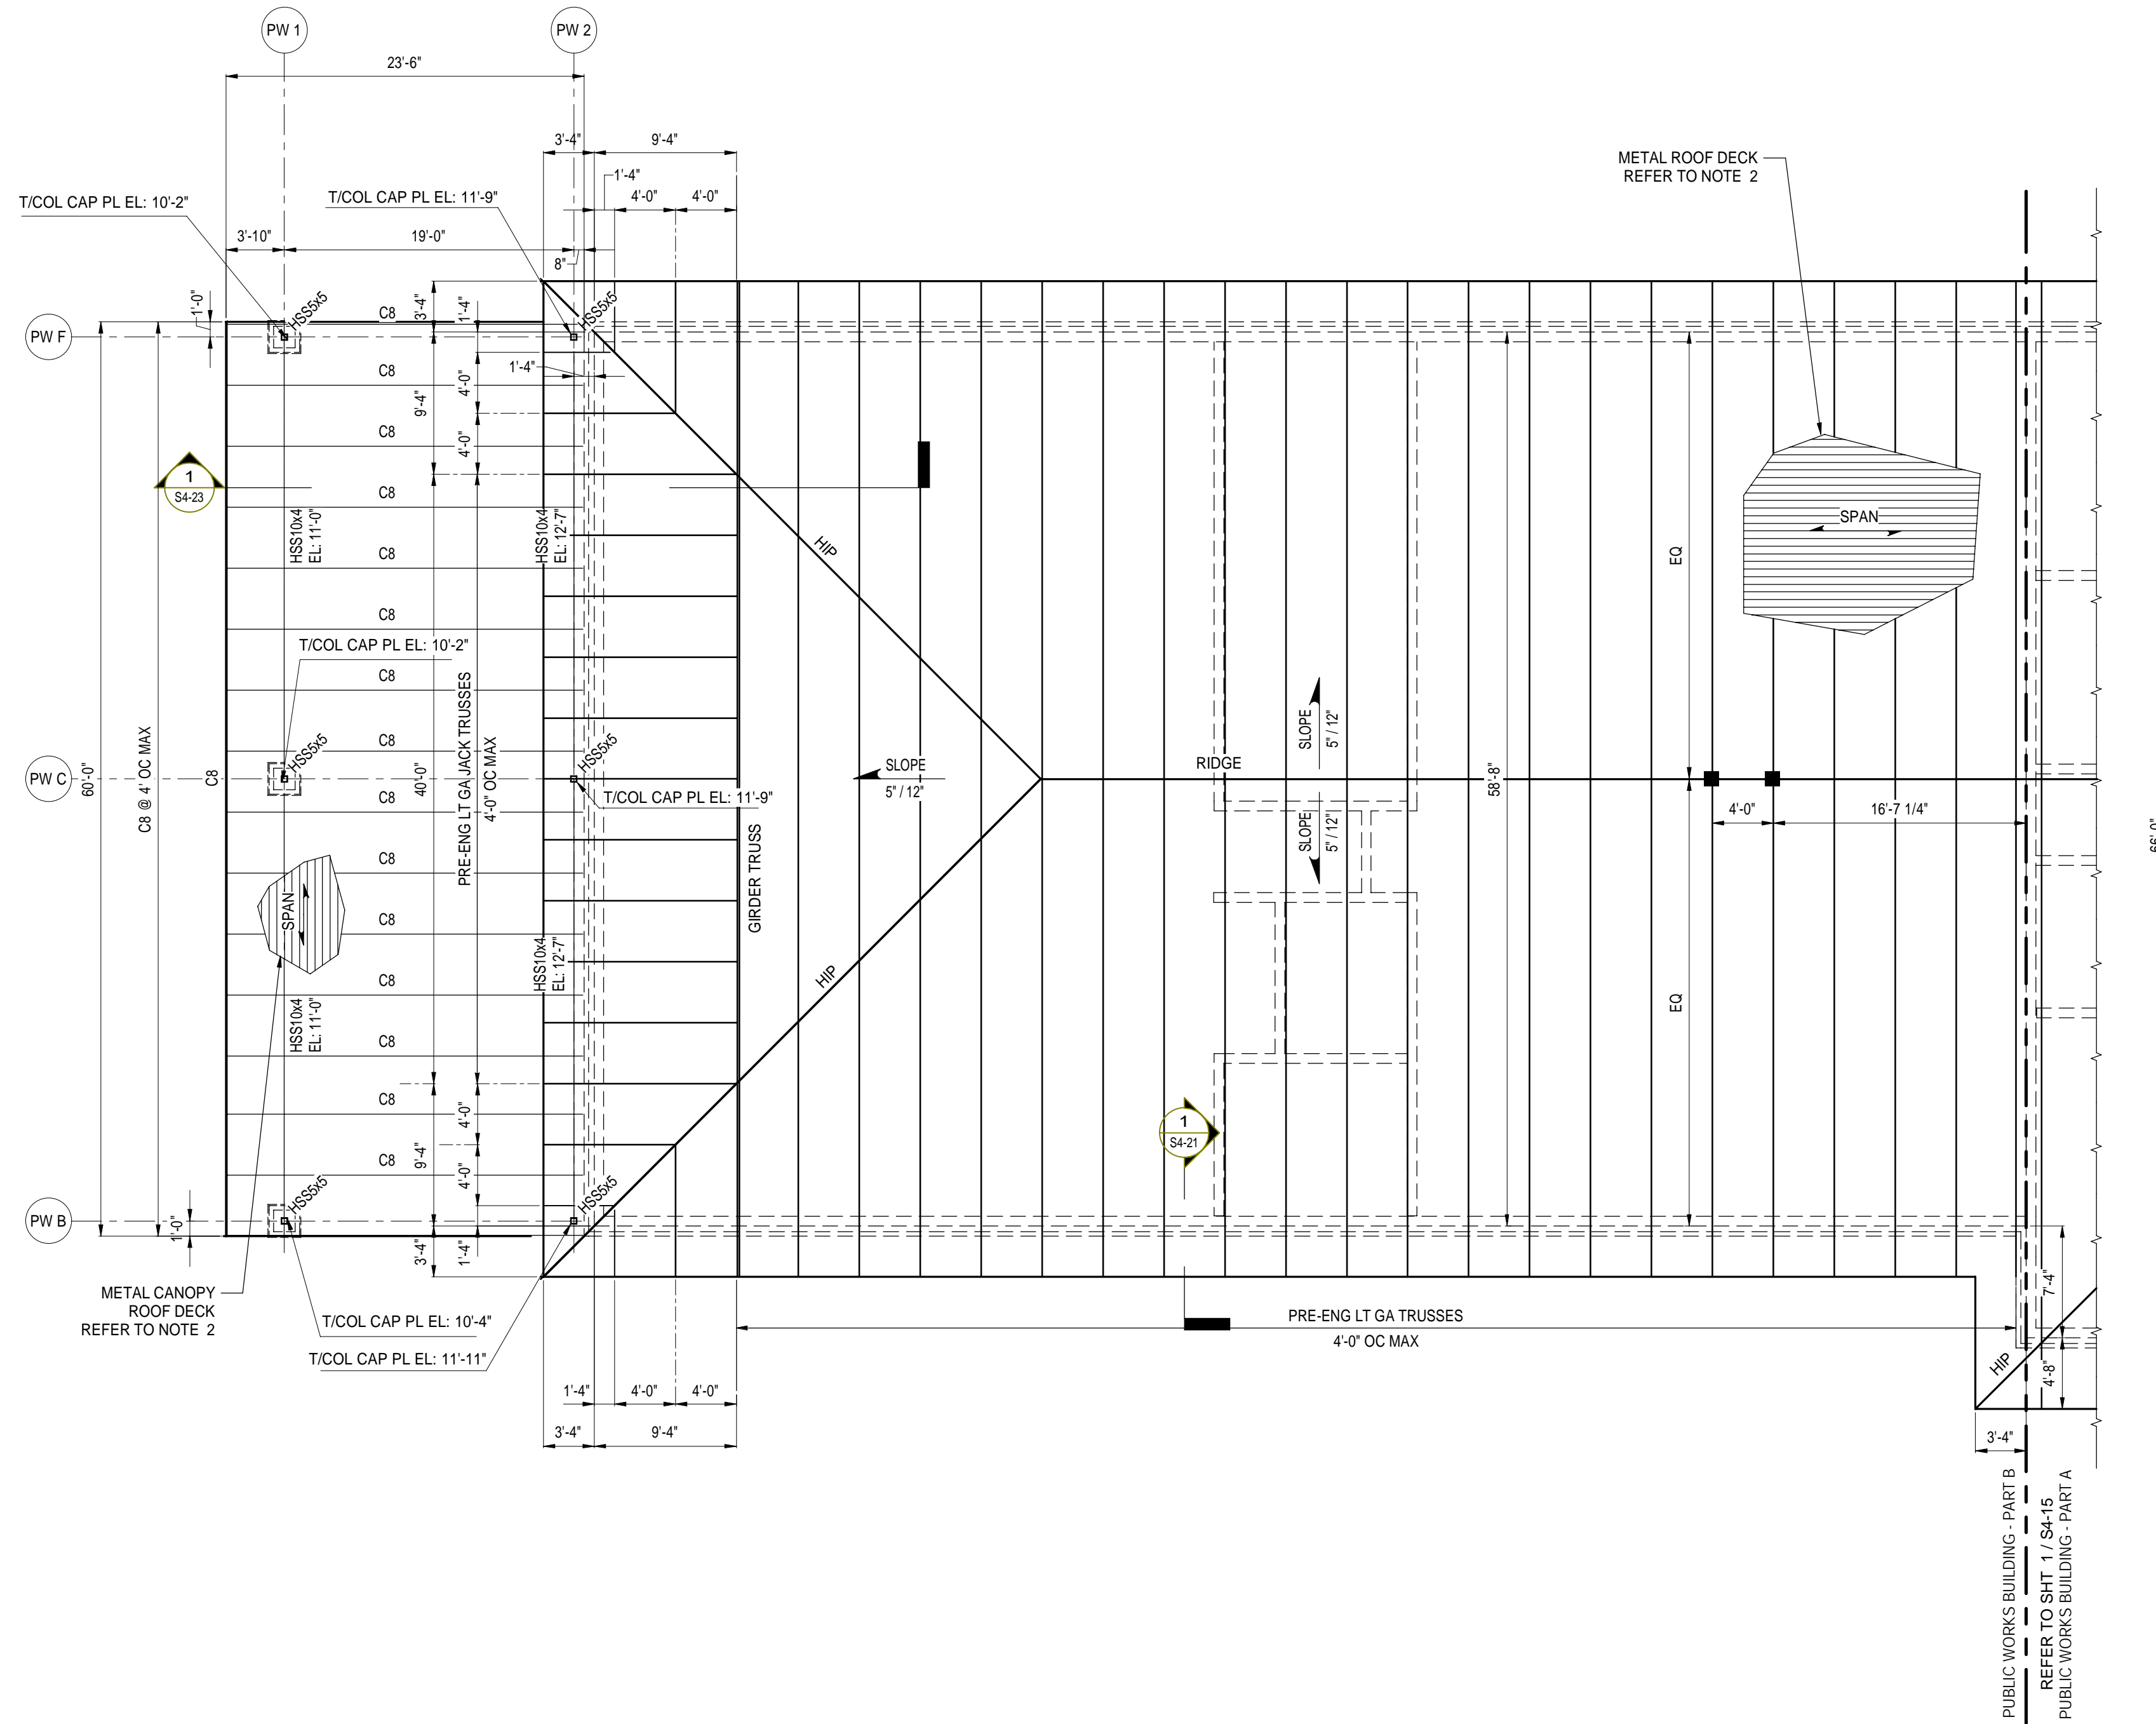 PW 1
PW 2
23'-6"
3'-4"
9'-4"
METAL ROOF DECK
REFER TO NOTE 2
1'-4"
4'-0"
4'-0"
T/COL CAP PL EL: 10'-2"
T/COL CAP PL EL: 11'-9"
3'-10"
19'-0"
8"
1'-0"
HSS5x5
C8
3'-4"
1'-4"
HSS5x5
PW F
1'-4"
C8
9'-4"
4'-0"
C8
4'-0"
1
S4-23
C8
HSS10x4
EL: 11'-0"
HSS10x4
EL: 12'-7"
SPAN
HIP
EQ
C8
C8
T/COL CAP PL EL: 10'-2"
C8
PRE-ENG LT GA JACK TRUSSES
4'-0" OC MAX
SLOPE
5" / 12"
HSS5x5
C8
HSS5x5
PW C
60'-0"
C8 @ 4' OC MAX
C8
40'-0"
SLOPE
5" / 12"
RIDGE
58'-8"
T/COL CAP PL EL: 11'-9"
C8
4'-0"
16'-7 1/4"
66'-0"
SLOPE
5" / 12"
C8
GIRDER TRUSS
SPAN
C8
HSS10x4
EL: 12'-7"
C8
HIP
EQ
HSS10x4
EL: 11'-0"
C8
C8
4'-0"
1
S4-21
C8
9'-4"
4'-0"
HSS5x5
HSS5x5
PW B
1'-0"
3'-4"
1'-4"
METAL CANOPY
ROOF DECK
REFER TO NOTE 2
T/COL CAP PL EL: 10'-4"
T/COL CAP PL EL: 11'-11"
PRE-ENG LT GA TRUSSES
4'-0" OC MAX
7'-4"
HIP
4'-8"
1'-4"
4'-0"
4'-0"
3'-4"
9'-4"
3'-4"
PUBLIC WORKS BUILDING - PART B
REFER TO SHT 1 / S4-15
PUBLIC WORKS BUILDING - PART A